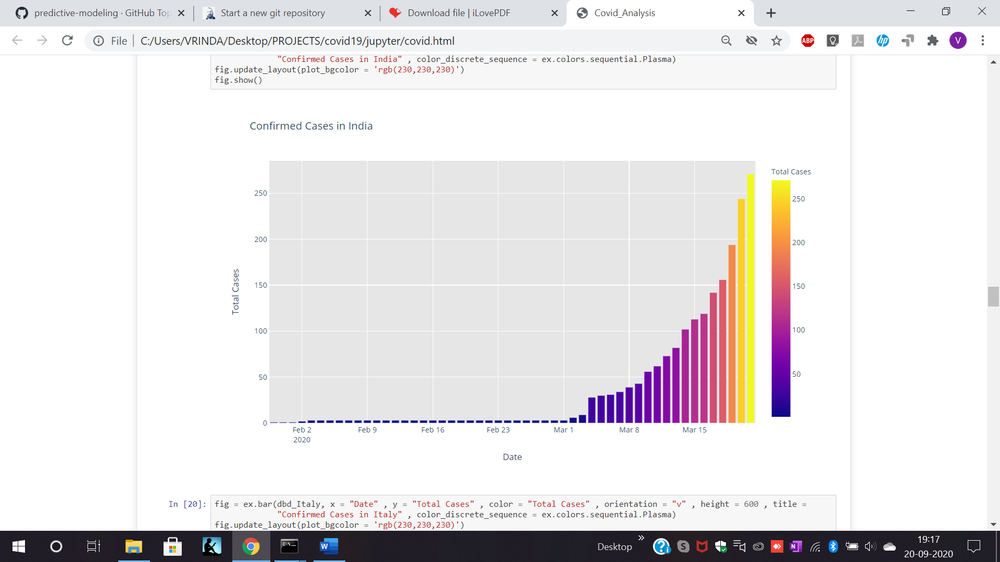 predictive-modeling · GitHub Top
Start a new git repository
Download file | iLovePDF
Covid_Analysis
File
C:/Users/VRINDA/Desktop/PROJECTS/covid19/jupyter/covid.html
ABP
hp
V
"Confirmed Cases in India" , color_discrete_sequence = ex.colors.sequential.Plasma)
fig.update_layout(plot_bgcolor = 'rgb(230,230,230)')
fig.show()
Confirmed Cases in India
Total Cases
250
200
150
100
50
0
Total Cases
250
200
150
100
50
Feb 2
2020
Feb 9
Feb 16
Feb 23
Mar 1
Mar 8
Mar 15
Date
In [20]:
fig = ex.bar(dbd_Italy, x = "Date" , y = "Total Cases" , color = "Total Cases" , orientation = "v" , height = 600 , title =
"Confirmed Cases in Italy" , color_discrete_sequence = ex.colors.sequential.Plasma)
fig.update_layout(plot_bgcolor = 'rgb(230,230,230)')
C:\
W
Desktop
»
?
S
N
19:17
20-09-2020